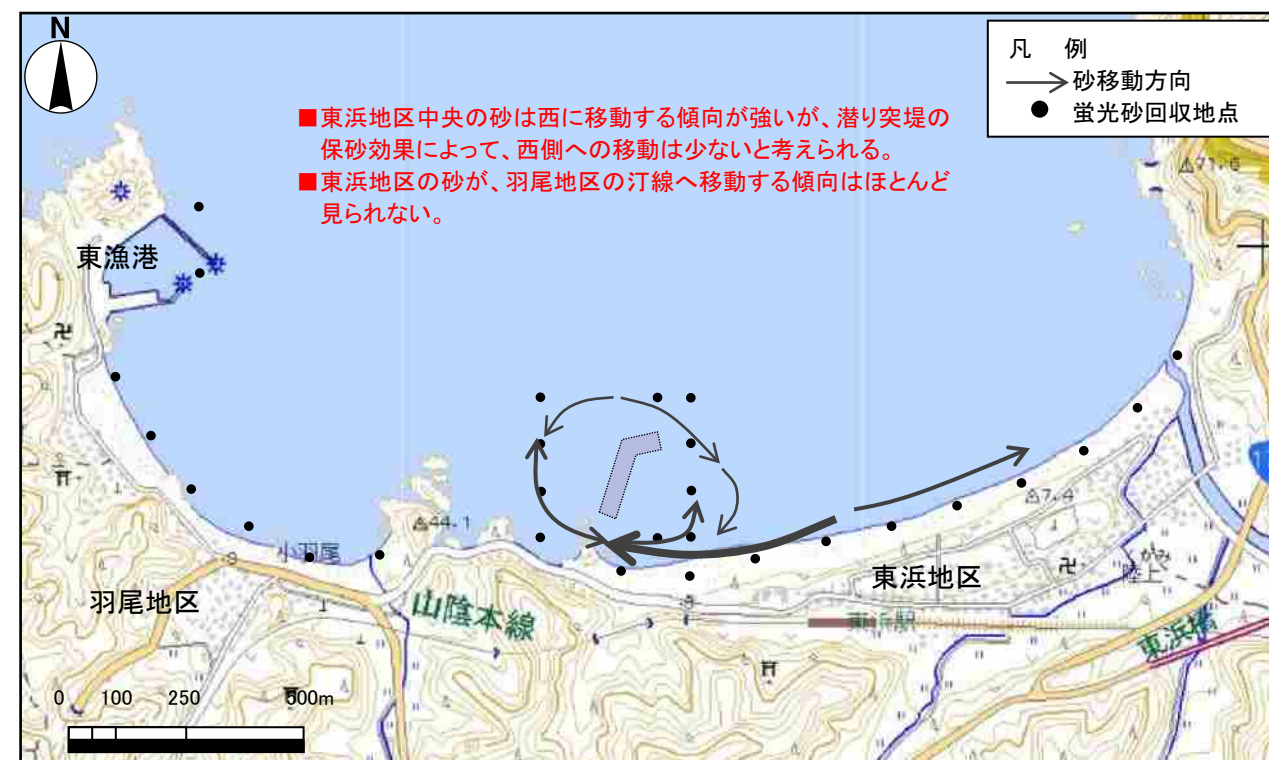 N
凡 例
砂移動方向
蛍光砂回収地点
■東浜地区中央の砂は西に移動する傾向が強いが、潜り突堤の
保砂効果によって、西側への移動は少ないと考えられる。
■東浜地区の砂が、羽尾地区の汀線へ移動する傾向はほとんど
見られない。
71.6
東漁港
卍
44.1
7.4
小羽尾
羽尾地区
山陰本線
東浜地区
卍
陸上
東浜駅
東浜橋
0 100 250 500m